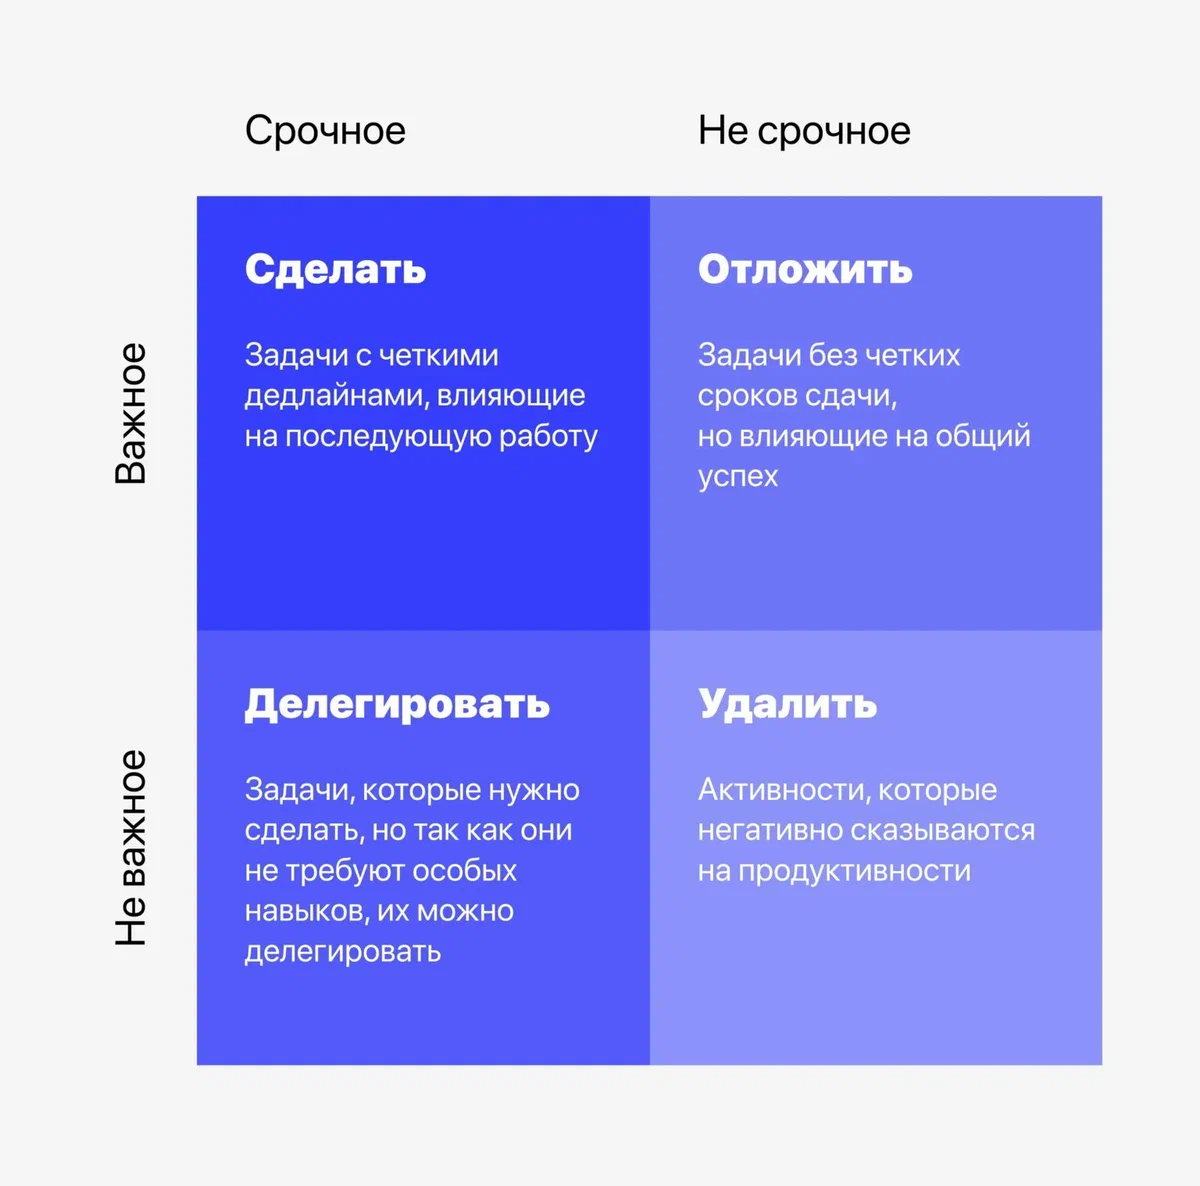 Срочное
Не срочное
Важное
Сделать
Задачи с четкими
дедлайнами, влияющие
на последующую работу
Отложить
Задачи без четких
сроков сдачи,
но влияющие на общий
успех
Не важное
Делегировать
Задачи, которые нужно
сделать, но так как они
не требуют особых
навыков, их можно
делегировать
Удалить
Активности, которые
негативно сказываются
на продуктивности